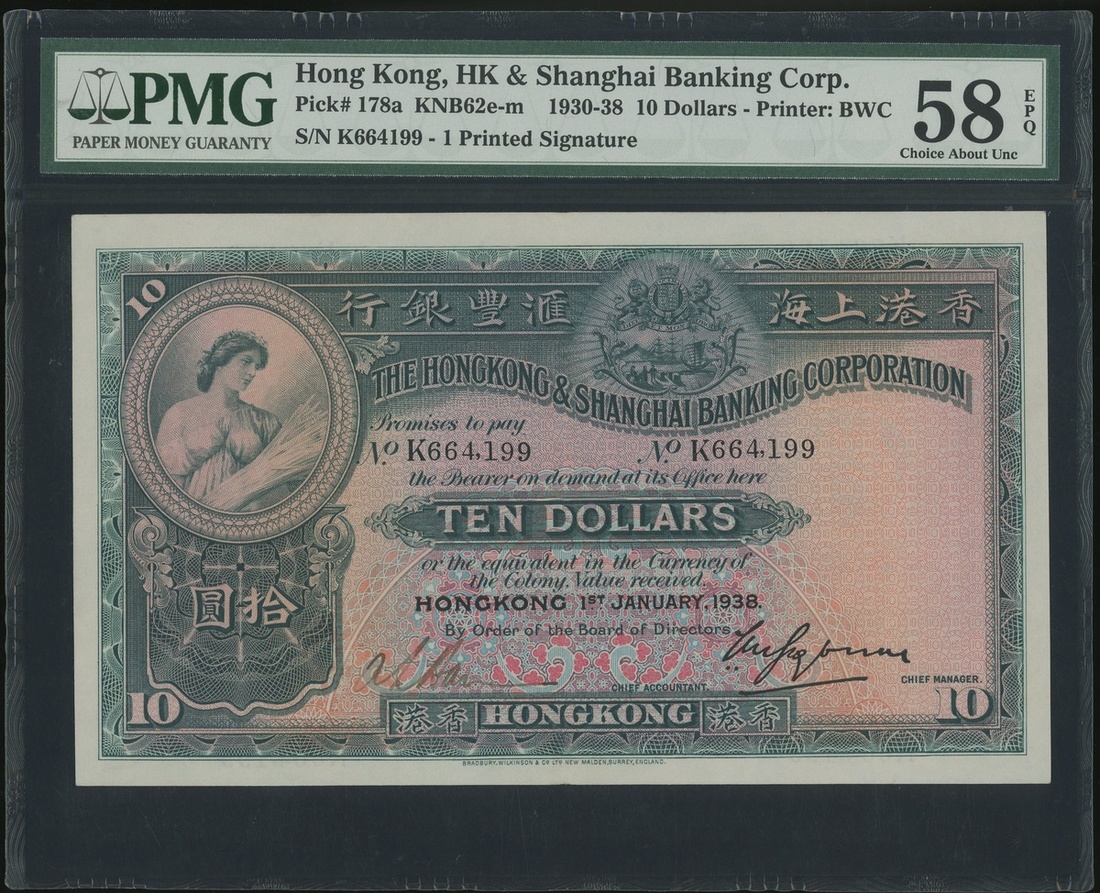 PMG
PAPER MONEY GUARANTY
Hong Kong, HK & Shanghai Banking Corp.
Pick# 178a KNB62e-m 1930-38 10 Dollars - Printer: BWC
S/N K664199 - 1 Printed Signature
58 EPQ
Choice About Unc
10
行銀豐滙 海上港香
THE HONGKONG & SHANGHAI BANKING CORPORATION
Promises to pay
No K664,199 No K664,199
the Bearer on demand at its Office here
TEN DOLLARS
or the equivalent in the Currency of
the Colony. Value received.
HONGKONG 1ST JANUARY, 1938.
圓拾
By Order of the Board of Directors
CHIEF ACCOUNTANT.
CHIEF MANAGER.
10 港香 HONGKONG 港香 10
BRADBURY, WILKINSON & CO LTD NEW MALDEN, SURREY, ENGLAND.